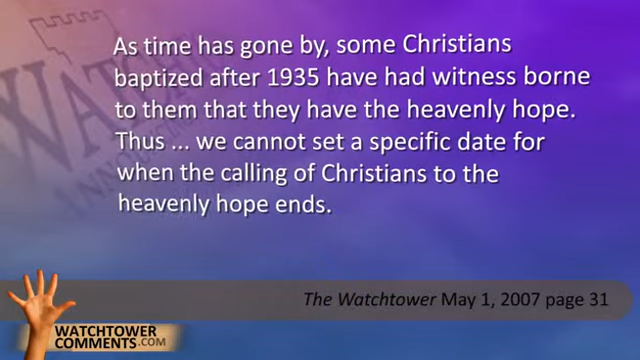 As time has gone by, some Christians
baptized after 1935 have had witness borne
to them that they have the heavenly hope.
Thus ... we cannot set a specific date for
when the calling of Christians to the
heavenly hope ends.
The Watchtower May 1, 2007 page 31
WATCHTOWER
COMMENTS.COM